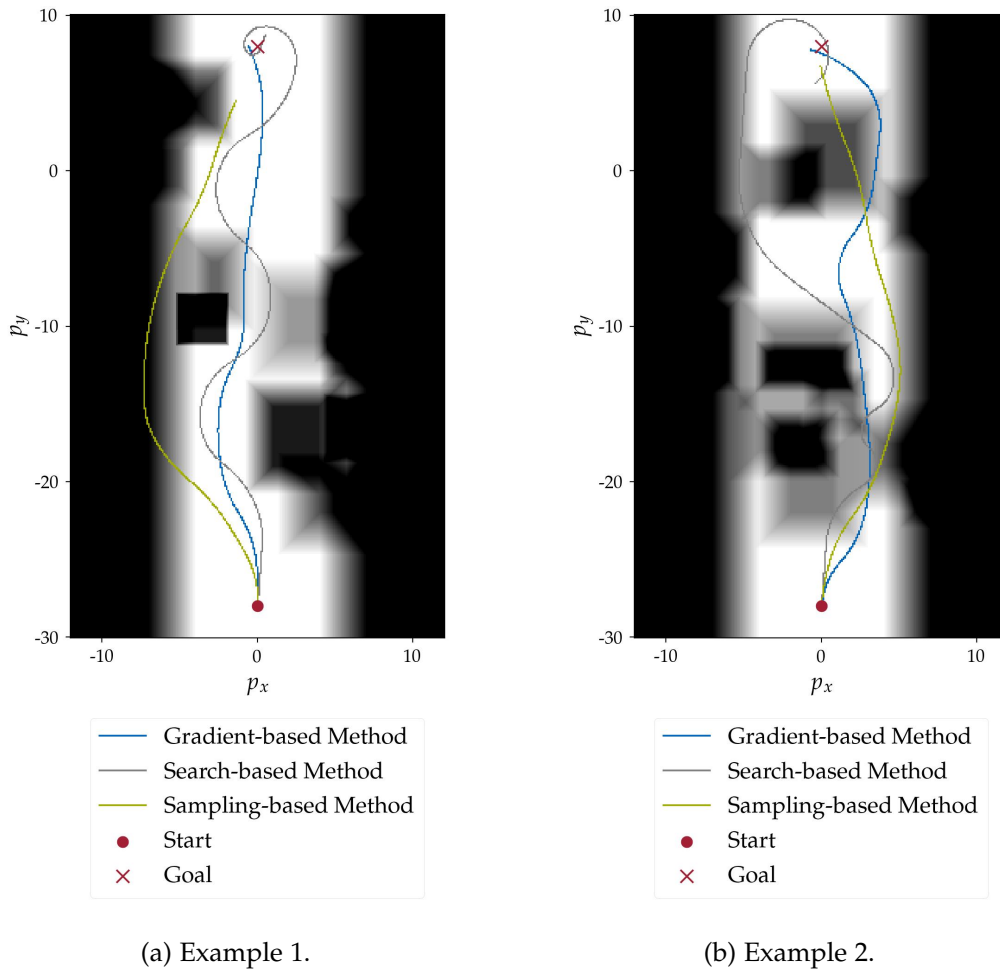 10
0
-10
-20
-30
p_y
-10
0
10
p_x
Gradient-based Method
Search-based Method
Sampling-based Method
Start
Goal
(a) Example 1.
10
0
-10
-20
-30
p_y
-10
0
10
p_x
Gradient-based Method
Search-based Method
Sampling-based Method
Start
Goal
(b) Example 2.